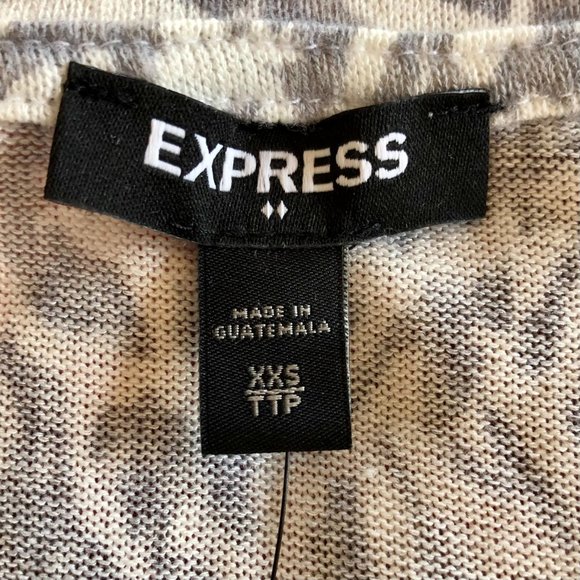 EXPRESS
MADE IN
GUATEMALA
XXS
TTP